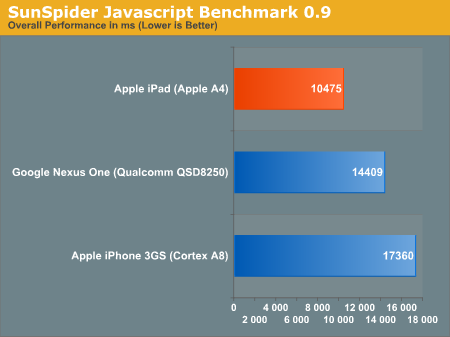 SunSpider Javascript Benchmark 0.9
Overall Performance in ms (Lower is Better)
Apple iPad (Apple A4)
10475
Google Nexus One (Qualcomm QSD8250)
14409
Apple iPhone 3GS (Cortex A8)
17360
0 4 000 8 000 12 000 16 000
2 000 6 000 10 000 14 000 18 000